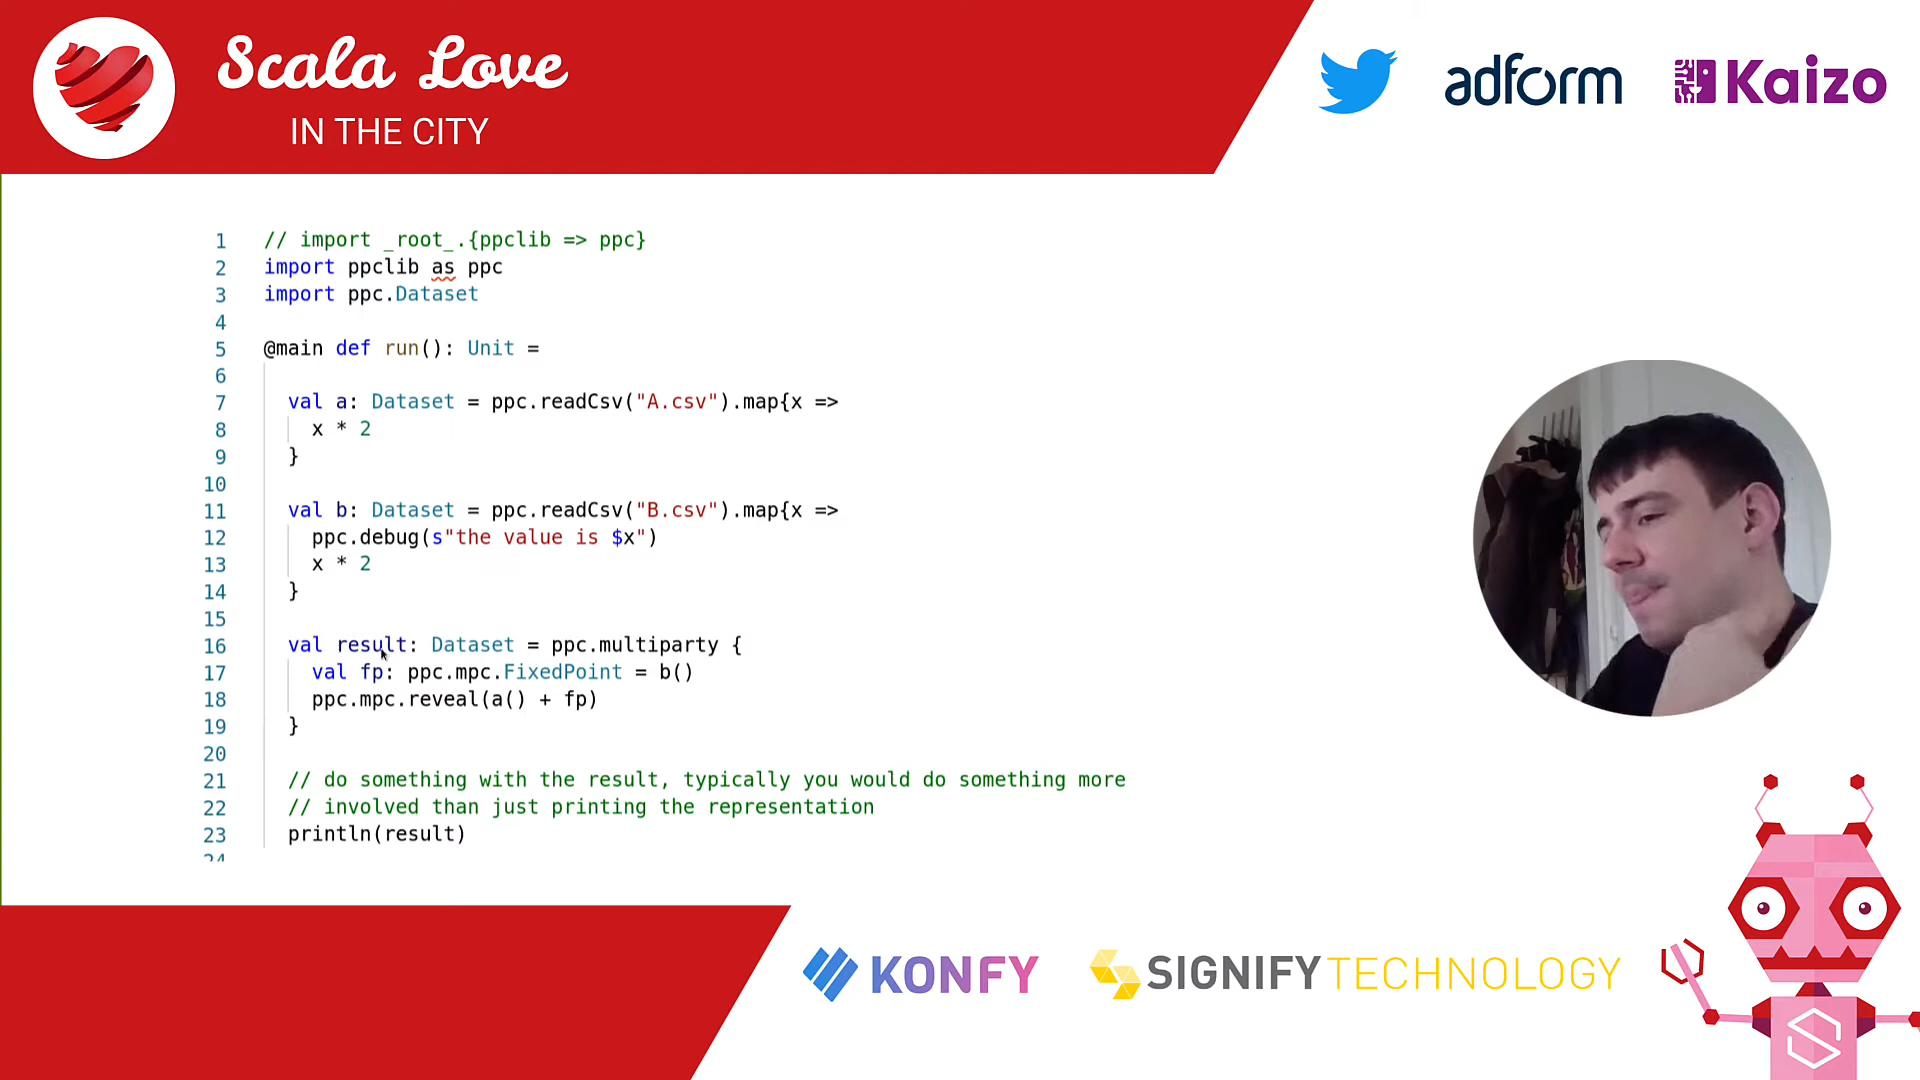 Scala Love
IN THE CITY
adform
Kaizo
1 // import _root_.{ppclib => ppc}
2 import ppclib as ppc
3 import ppc.Dataset
4
5 @main def run(): Unit =
6
7 val a: Dataset = ppc.readCsv("A.csv").map{x =>
8 x * 2
9 }
10
11 val b: Dataset = ppc.readCsv("B.csv").map{x =>
12 ppc.debug(s"the value is $x")
13 x * 2
14 }
15
16 val result: Dataset = ppc.multiparty {
17 val fp: ppc.mpc.FixedPoint = b()
18 ppc.mpc.reveal(a() + fp)
19 }
20
21 // do something with the result, typically you would do something more
22 // involved than just printing the representation
23 println(result)
24
KONFY
SIGNIFY TECHNOLOGY